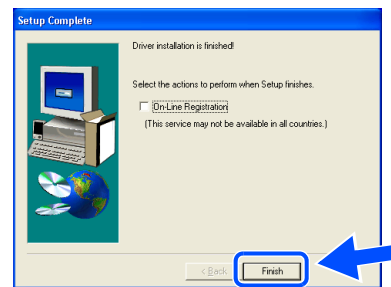 Setup Complete
Driver installation is finished!
Select the actions to perform when Setup finishes.
On-Line Registration
(This service may not be available in all countries.)
< Back
Finish